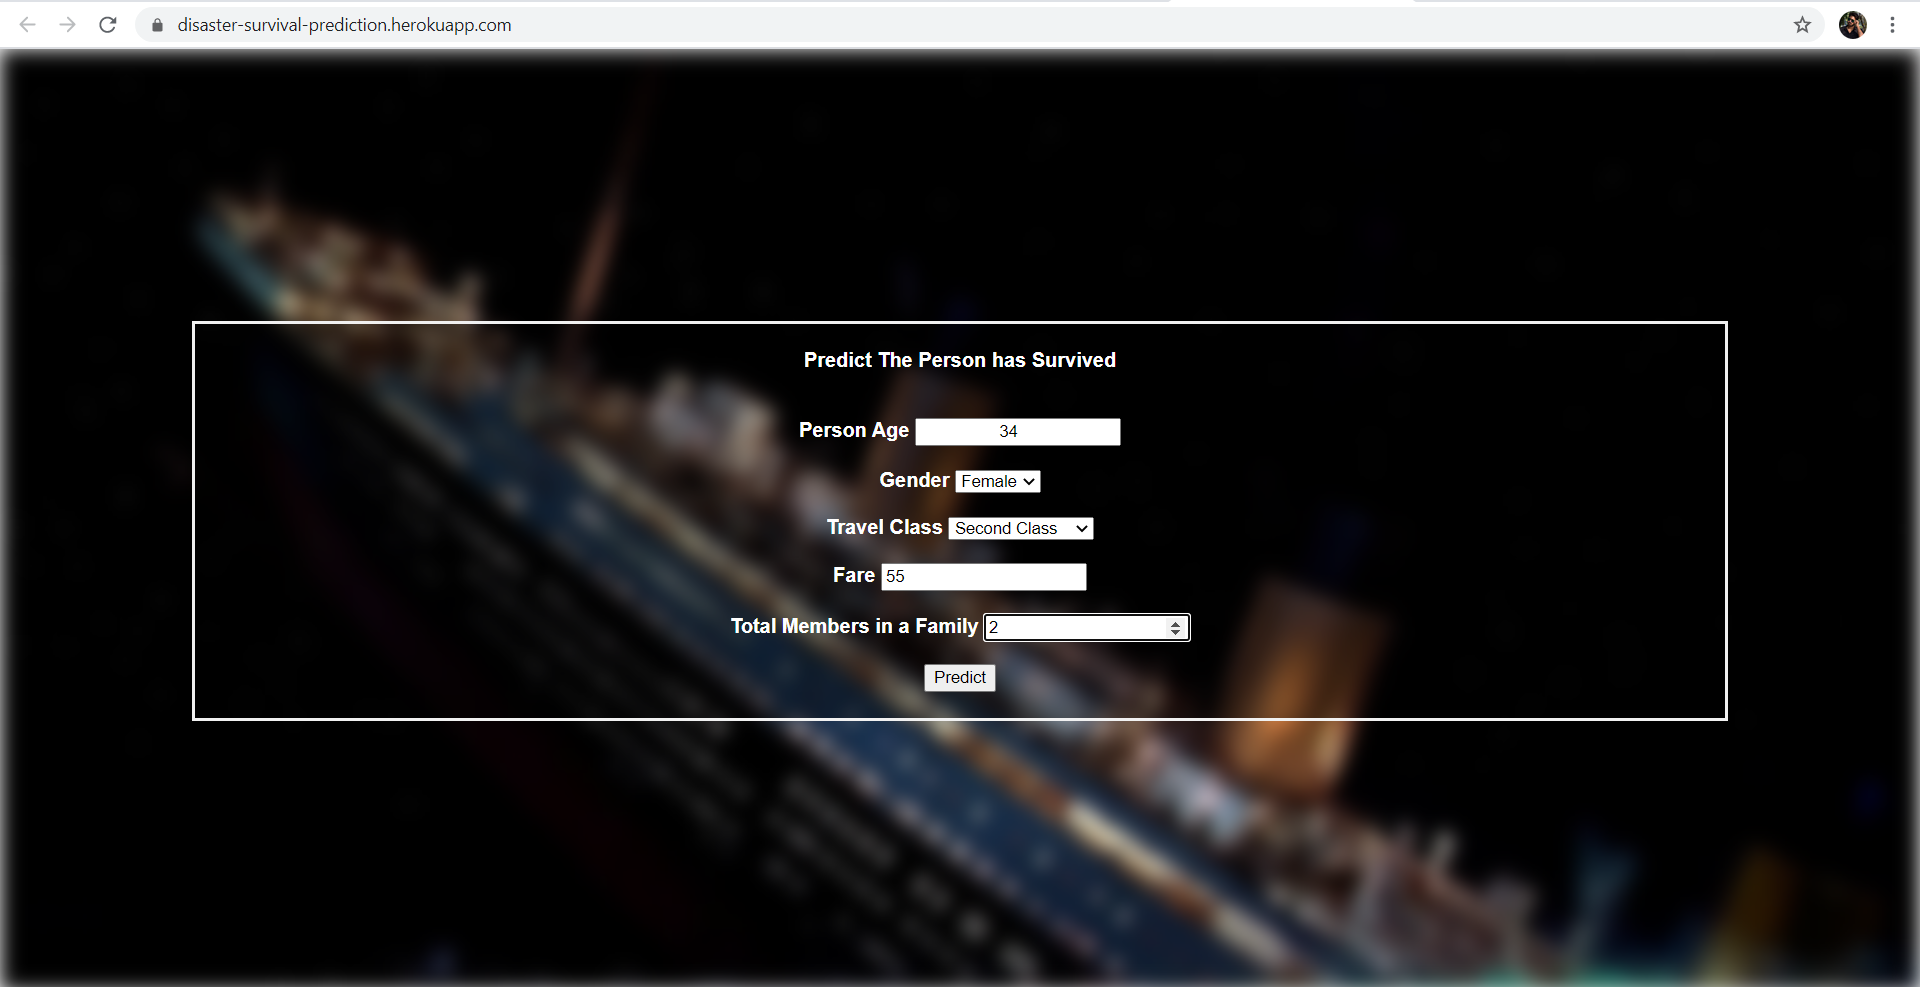 disaster-survival-prediction.herokuapp.com
Predict The Person has Survived
Person Age 34
Gender Female
Travel Class Second Class
Fare 55
Total Members in a Family 2
Predict